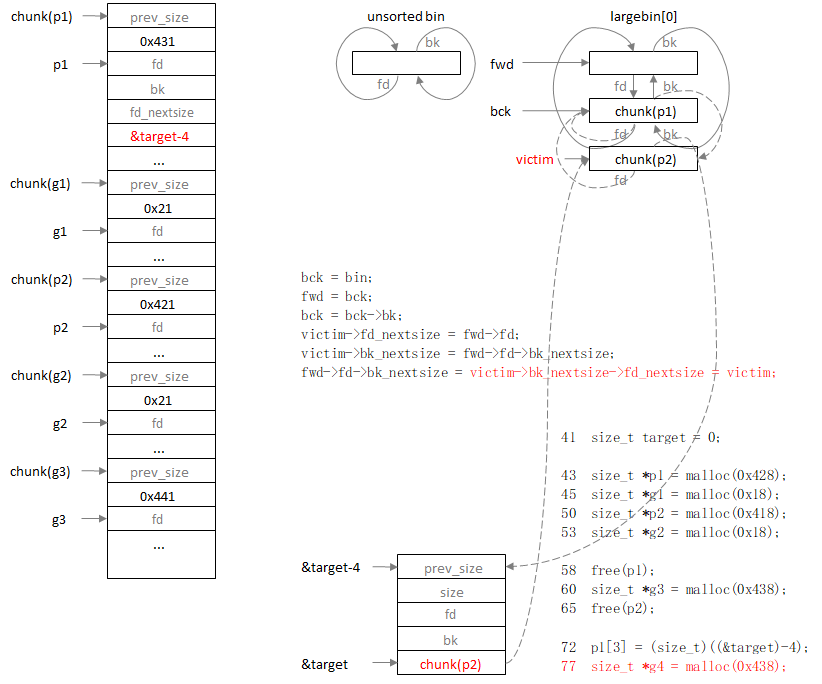 chunk(p1)
prev_size
0x431
p1
fd
bk
fd_nextsize
&target-4
...
chunk(g1)
prev_size
0x21
g1
fd
...
chunk(p2)
prev_size
0x421
p2
fd
...
chunk(g2)
prev_size
0x21
g2
fd
...
chunk(g3)
prev_size
0x441
g3
fd
...
unsorted bin
bk
fd
largebin[0]
bk
fwd
fd
bk
bck
chunk(p1)
fd
bk
victim
chunk(p2)
fd
bck = bin;
fwd = bck;
bck = bck->bk;
victim->fd_nextsize = fwd->fd;
victim->bk_nextsize = fwd->fd->bk_nextsize;
fwd->fd->bk_nextsize = victim->bk_nextsize->fd_nextsize = victim;
41 size_t target = 0;
43 size_t *p1 = malloc(0x428);
45 size_t *g1 = malloc(0x18);
50 size_t *p2 = malloc(0x418);
53 size_t *g2 = malloc(0x18);
58 free(p1);
60 size_t *g3 = malloc(0x438);
65 free(p2);
72 p1[3] = (size_t)((&target)-4);
77 size_t *g4 = malloc(0x438);
&target-4
prev_size
size
fd
bk
&target
chunk(p2)